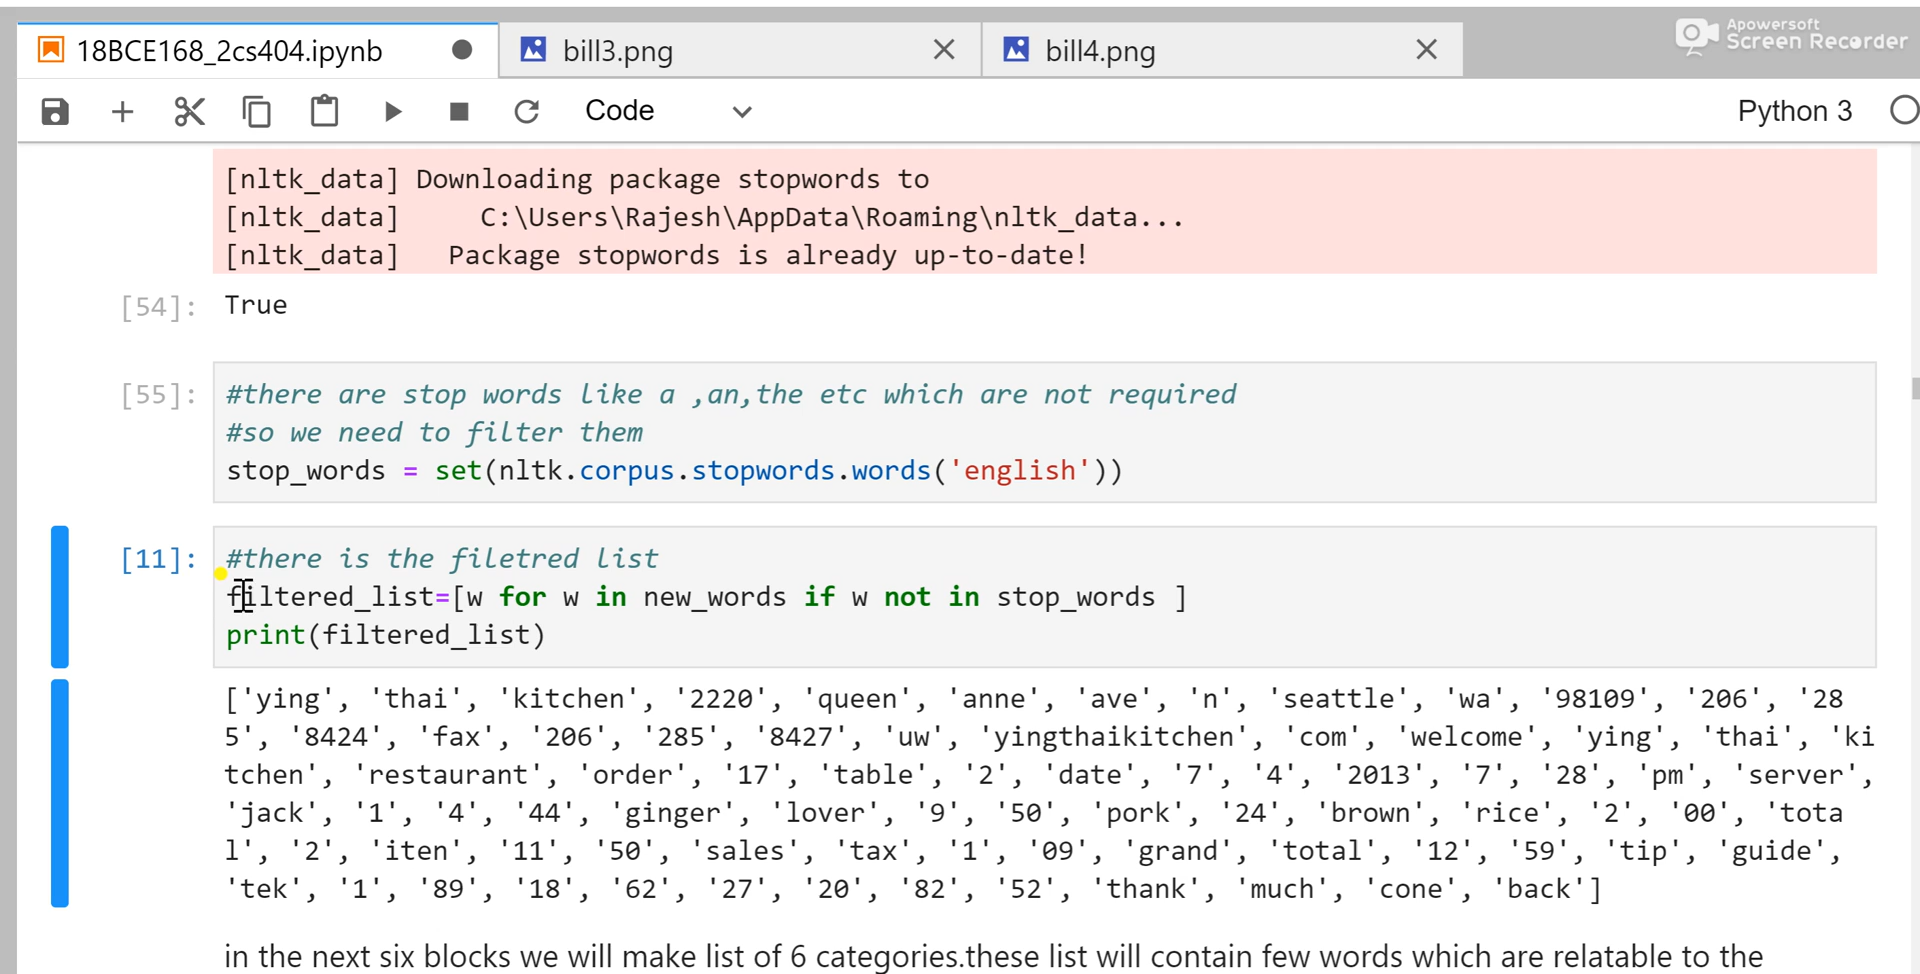 Apowersoft
Screen Recorder
18BCE168_2cs404.ipynb
bill3.png
bill4.png
Code
Python 3
[nltk_data] Downloading package stopwords to
[nltk_data]     C:\Users\Rajesh\AppData\Roaming\nltk_data...
[nltk_data]   Package stopwords is already up-to-date!
[54]: True
[55]: #there are stop words like a ,an,the etc which are not required
#so we need to filter them
stop_words = set(nltk.corpus.stopwords.words('english'))
[11]: #there is the filetred list
filtered_list=[w for w in new_words if w not in stop_words ]
print(filtered_list)
['ying', 'thai', 'kitchen', '2220', 'queen', 'anne', 'ave', 'n', 'seattle', 'wa', '98109', '206', '28
5', '8424', 'fax', '206', '285', '8427', 'uw', 'yingthaikitchen', 'com', 'welcome', 'ying', 'thai', 'ki
tchen', 'restaurant', 'order', '17', 'table', '2', 'date', '7', '4', '2013', '7', '28', 'pm', 'server',
'jack', '1', '4', '44', 'ginger', 'lover', '9', '50', 'pork', '24', 'brown', 'rice', '2', '00', 'tota
l', '2', 'iten', '11', '50', 'sales', 'tax', '1', '09', 'grand', 'total', '12', '59', 'tip', 'guide',
'tek', '1', '89', '18', '62', '27', '20', '82', '52', 'thank', 'much', 'cone', 'back']
in the next six blocks we will make list of 6 categories.these list will contain few words which are relatable to the